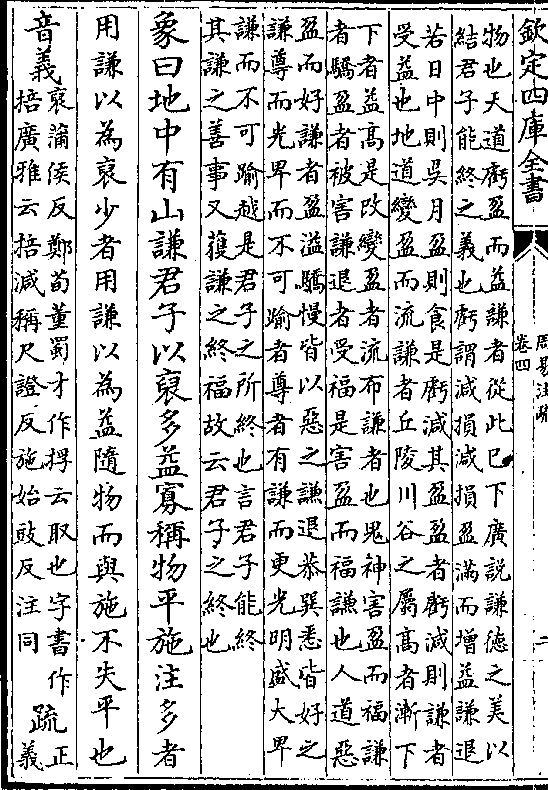 欽定四庫全書
周易注疏
卷四
二
物也天道虧盈而益謙者從此已下廣說謙德之美以
結君子能終之義也虧謂減損減損盈滿而增益謙退
若日中則昃月盈則食是虧減其盈盈者虧減則謙者
受益也地道變盈而流謙者丘陵川谷之屬高者漸下
下者益高是改變盈者流布謙者也鬼神害盈而福謙
者驕盈者被害謙退者受福是害盈而福謙也人道惡
盈而好謙者盈溢驕慢皆以惡之謙退恭巽悉皆好之
謙尊而光卑而不可踰者尊者有謙而更光明盛大卑
謙而不可踰越是君子之所終也言君子能終
其謙之善事又獲謙之終福故云君子之終也
象曰地中有山謙君子以裒多益寡稱物平施注多者
用謙以為裒少者用謙以為益隨物而與施不失平也
音義
裒蒲侯反鄭荀董蜀才作捊云取也字書作
掊廣雅云掊減稱尺證反施始豉反注同
疏
正
義